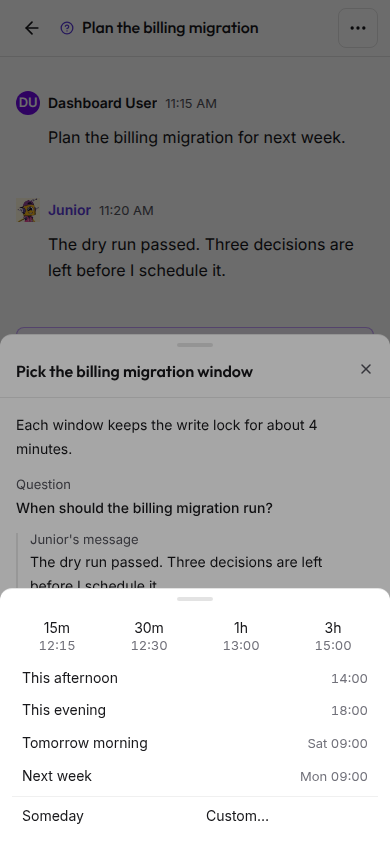 Plan the billing migration
DU Dashboard User 11:15 AM
Plan the billing migration for next week.
Junior 11:20 AM
The dry run passed. Three decisions are
left before I schedule it.
Pick the billing migration window
Each window keeps the write lock for about 4
minutes.
Question
When should the billing migration run?
Junior's message
The dry run passed. Three decisions are left
before I schedule it.
15m 30m 1h 3h
12:15 12:30 13:00 15:00
This afternoon 14:00
This evening 18:00
Tomorrow morning Sat 09:00
Next week Mon 09:00
Someday Custom...